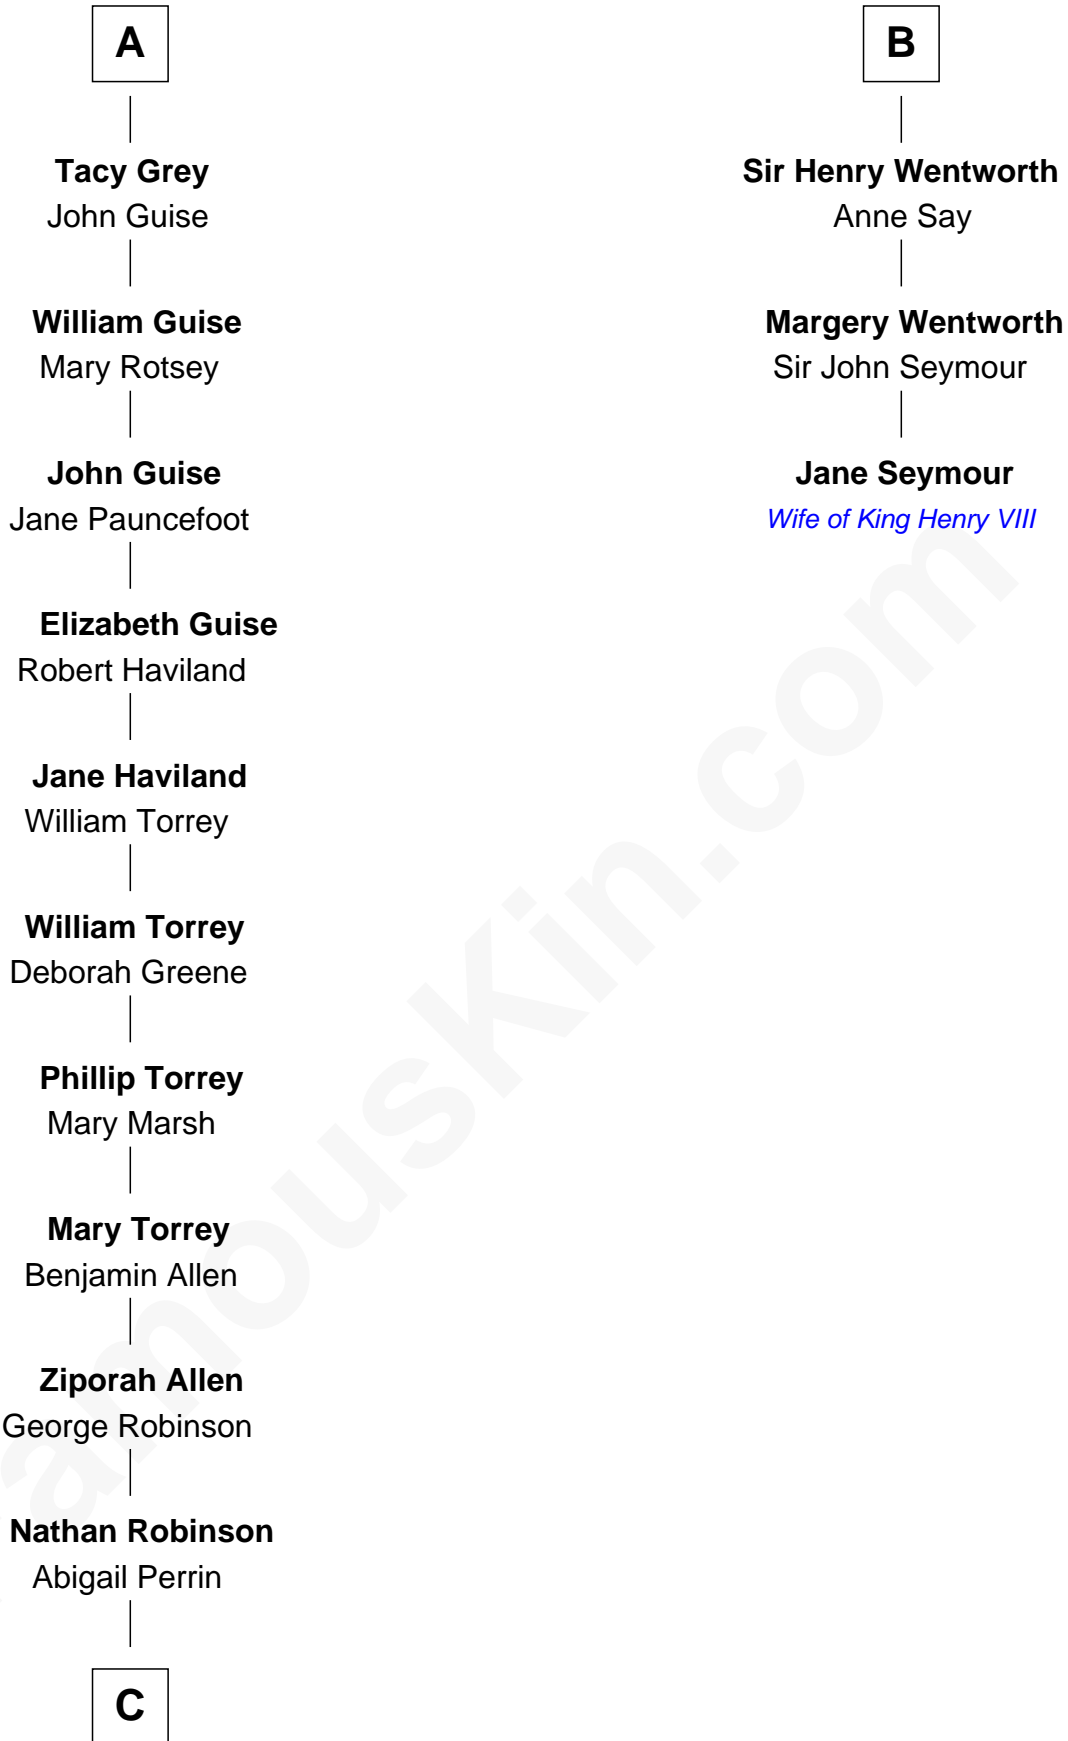 A
Tacy Grey
John Guise
William Guise
Mary Rotsey
John Guise
Jane Pauncefoot
Elizabeth Guise
Robert Haviland
Jane Haviland
William Torrey
William Torrey
Deborah Greene
Phillip Torrey
Mary Marsh
Mary Torrey
Benjamin Allen
Ziporah Allen
George Robinson
Nathan Robinson
Abigail Perrin
C
B
Sir Henry Wentworth
Anne Say
Margery Wentworth
Sir John Seymour
Jane Seymour
Wife of King Henry VIII
amouskin.com